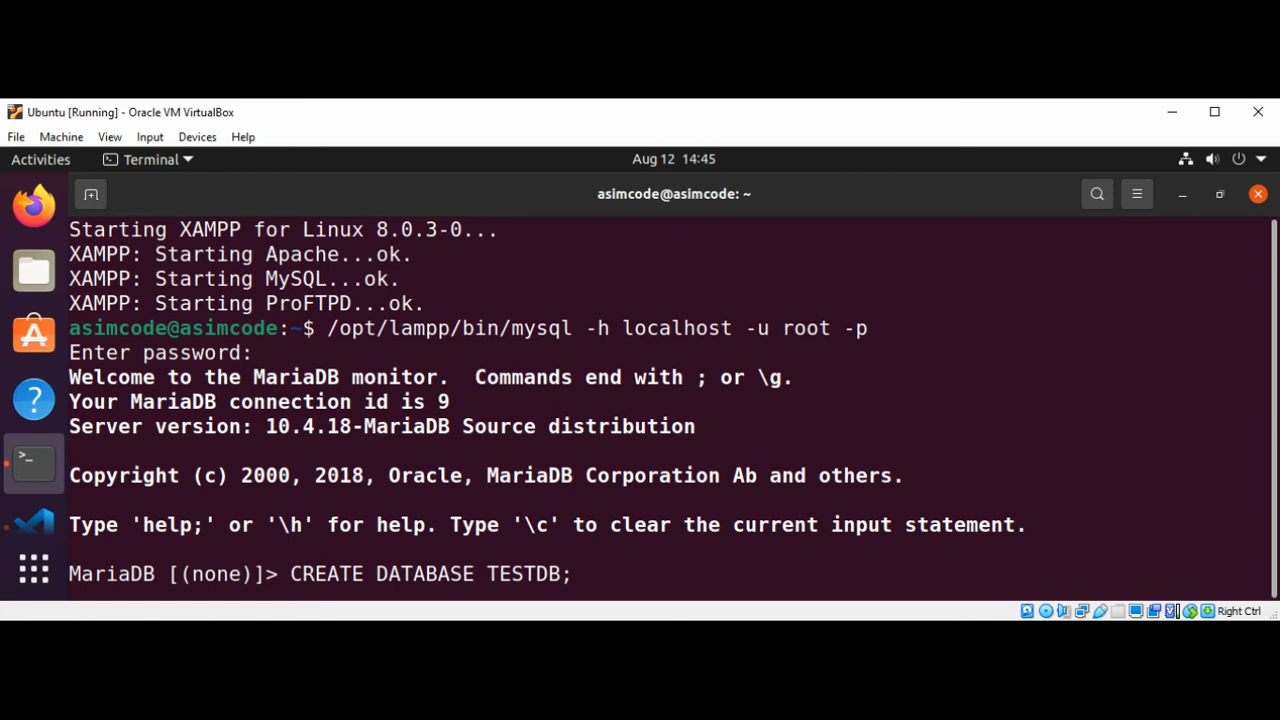 Ubuntu [Running] - Oracle VM VirtualBox
File Machine View Input Devices Help
Activities Terminal Aug 12 14:45
asimcode@asimcode: ~
Starting XAMPP for Linux 8.0.3-0...
XAMPP: Starting Apache...ok.
XAMPP: Starting MySQL...ok.
XAMPP: Starting ProFTPD...ok.
asimcode@asimcode:~$ /opt/lampp/bin/mysql -h localhost -u root -p
Enter password:
Welcome to the MariaDB monitor.  Commands end with ; or \g.
Your MariaDB connection id is 9
Server version: 10.4.18-MariaDB Source distribution
Copyright (c) 2000, 2018, Oracle, MariaDB Corporation Ab and others.
Type 'help;' or '\h' for help. Type '\c' to clear the current input statement.
MariaDB [(none)]> CREATE DATABASE TESTDB;
Right Ctrl